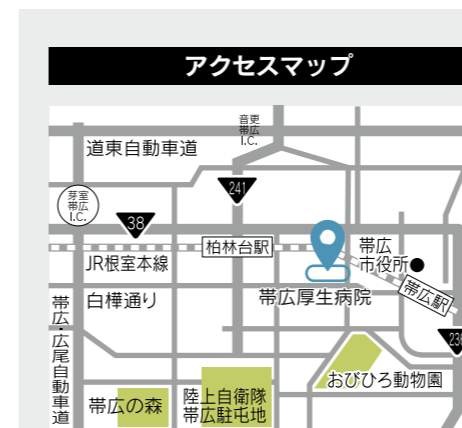 アクセスマップ
音更
帯広
I.C.
道東自動車道
芽室
帯広
I.C.
241
38
柏林台駅
帯広
市役所
JR根室本線
白樺通り
帯広厚生病院
帯広駅
帯広・広尾自動車道
おびひろ動物園
帯広の森
陸上自衛隊
帯広駐屯地